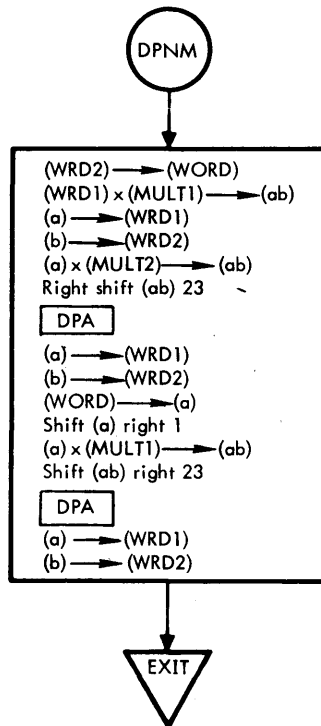 DPNM
(WRD2) → (WORD)
(WRD1) x (MULT1) → (ab)
(a) → (WRD1)
(b) → (WRD2)
(a) x (MULT2) → (ab)
Right shift (ab) 23
DPA
(a) → (WRD1)
(b) → (WRD2)
(WORD) → (a)
Shift (a) right 1
(a) x (MULT1) → (ab)
Shift (ab) right 23
DPA
(a) → (WRD1)
(b) → (WRD2)
EXIT